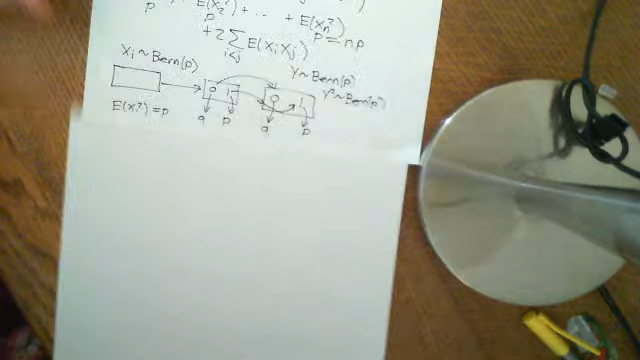 E(X₂²) + .. + E(Xₙ²)
p p p = np
+ 2 Σ E(XᵢXⱼ)
i<j
Xᵢ ~ Bern(p)
Y ~ Bern(p)
0 1 0 1
Y² ~ Bern(p)
E(Xᵢ²) = p
q p q p